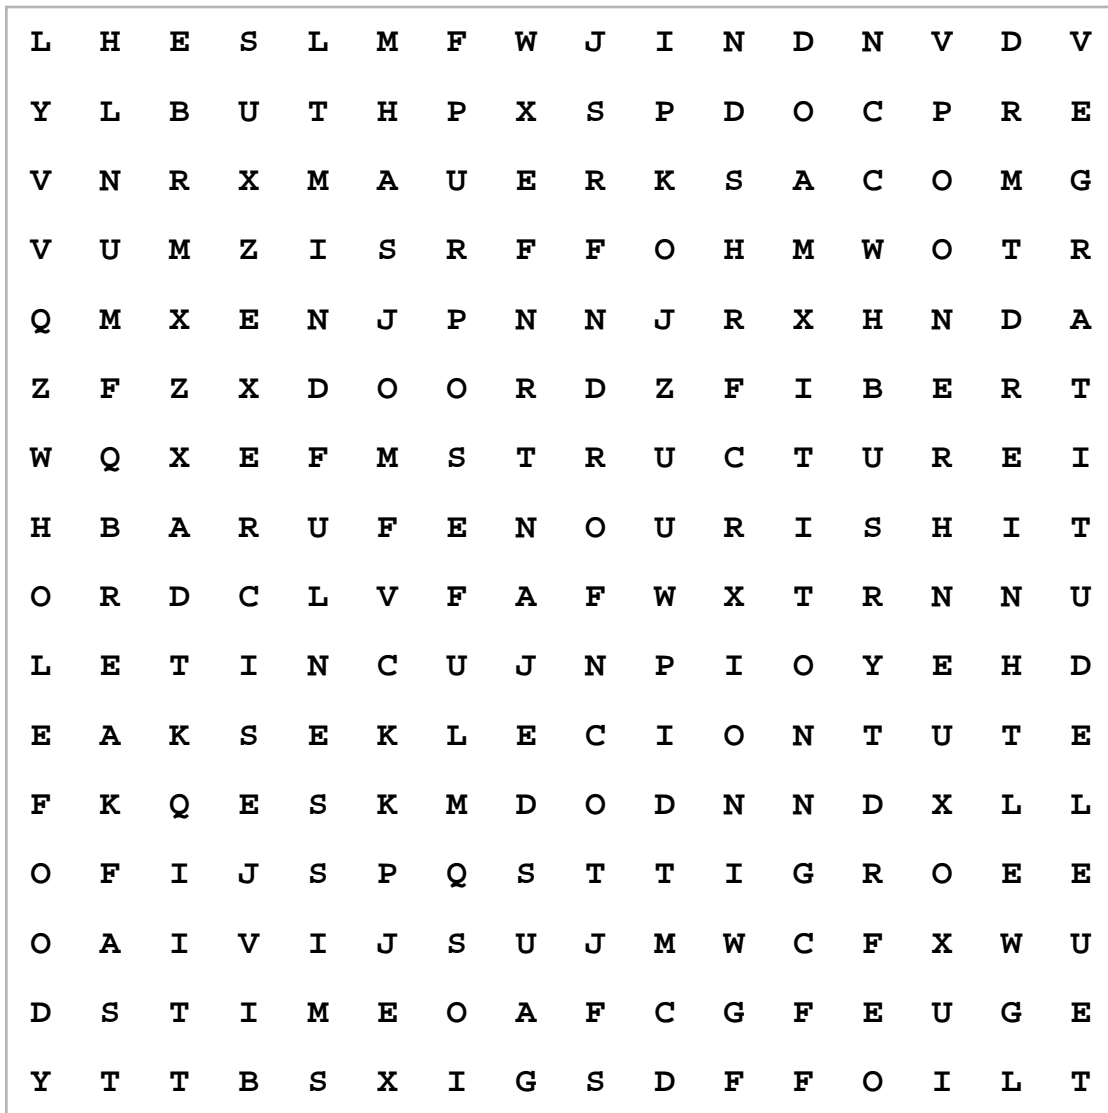 L H E S L M F W J I N D N V D V
Y L B U T H P X S P D O C P R E
V N R X M A U E R K S A C O M G
V U M Z I S R F F O H M W O T R
Q M X E N J P N N J R X H N D A
Z F Z X D O O R D Z F I B E R T
W Q X E F M S T R U C T U R E I
H B A R U F E N O U R I S H I T
O R D C L V F A F W X T R N N U
L E T I N C U J N P I O Y E H D
E A K S E K L E C I O N T U T E
F K Q E S K M D O D N N D X L L
O F I J S P Q S T T I G R O E E
O A I V I J S U J M W C F X W U
D S T I M E O A F C G F E U G E
Y T T B S X I G S D F F O I L T